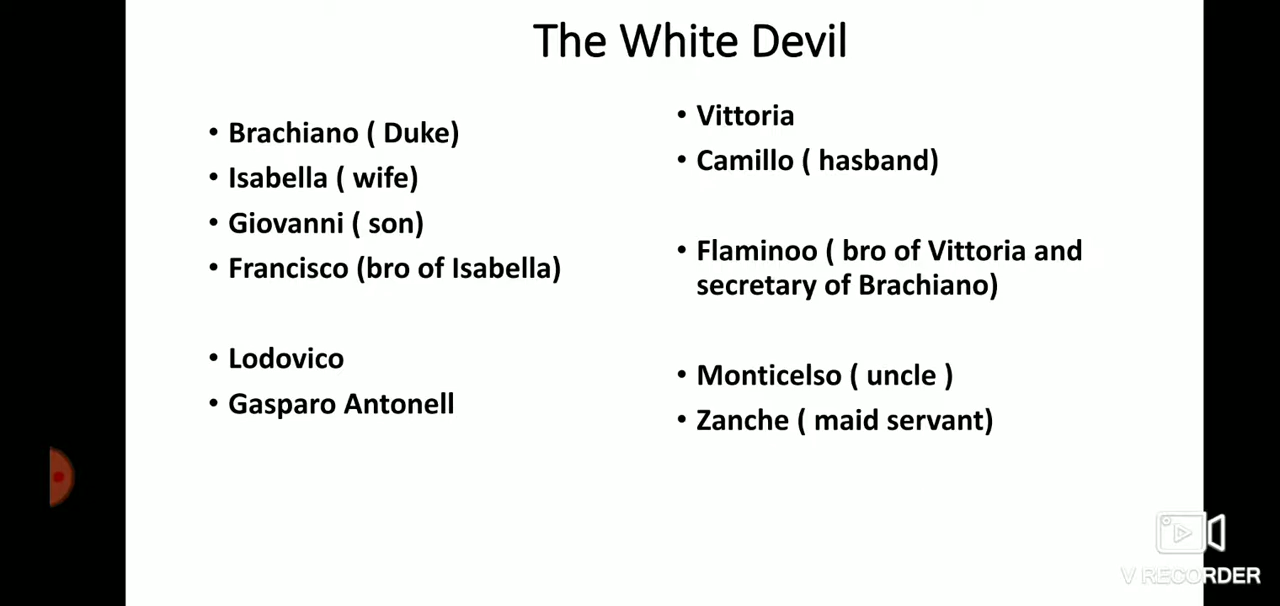 The White Devil
• Brachiano ( Duke)
• Isabella ( wife)
• Giovanni ( son)
• Francisco (bro of Isabella)
• Lodovico
• Gasparo Antonell
• Vittoria
• Camillo ( hasband)
• Flaminoo ( bro of Vittoria and
secretary of Brachiano)
• Monticelso ( uncle )
• Zanche ( maid servant)
V RECORDER